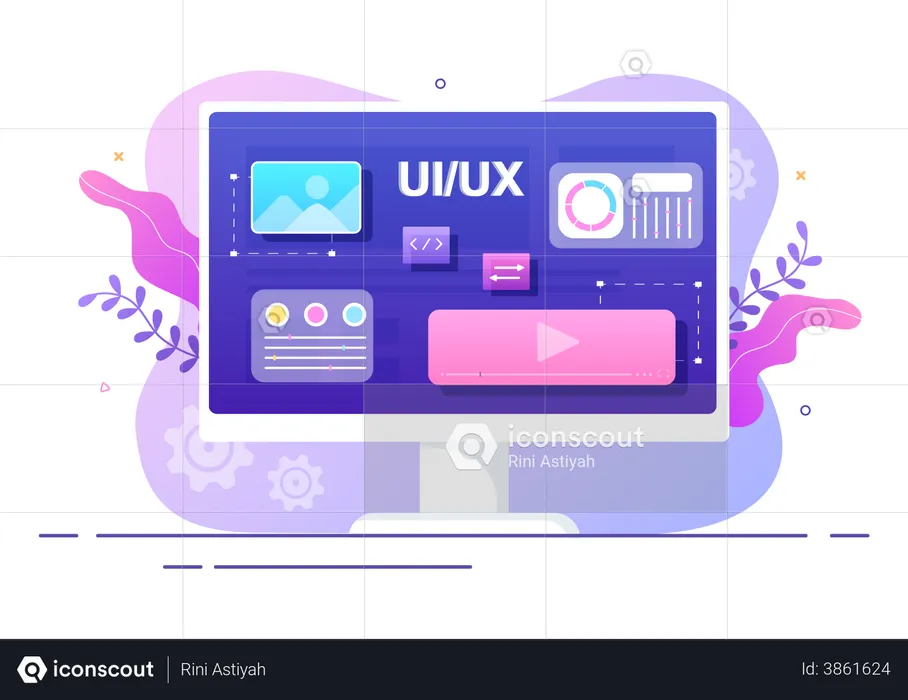 UI/UX
</>
iconscout
Rini Astiyah
iconscout
Rini Astiyah
Id: 3861624